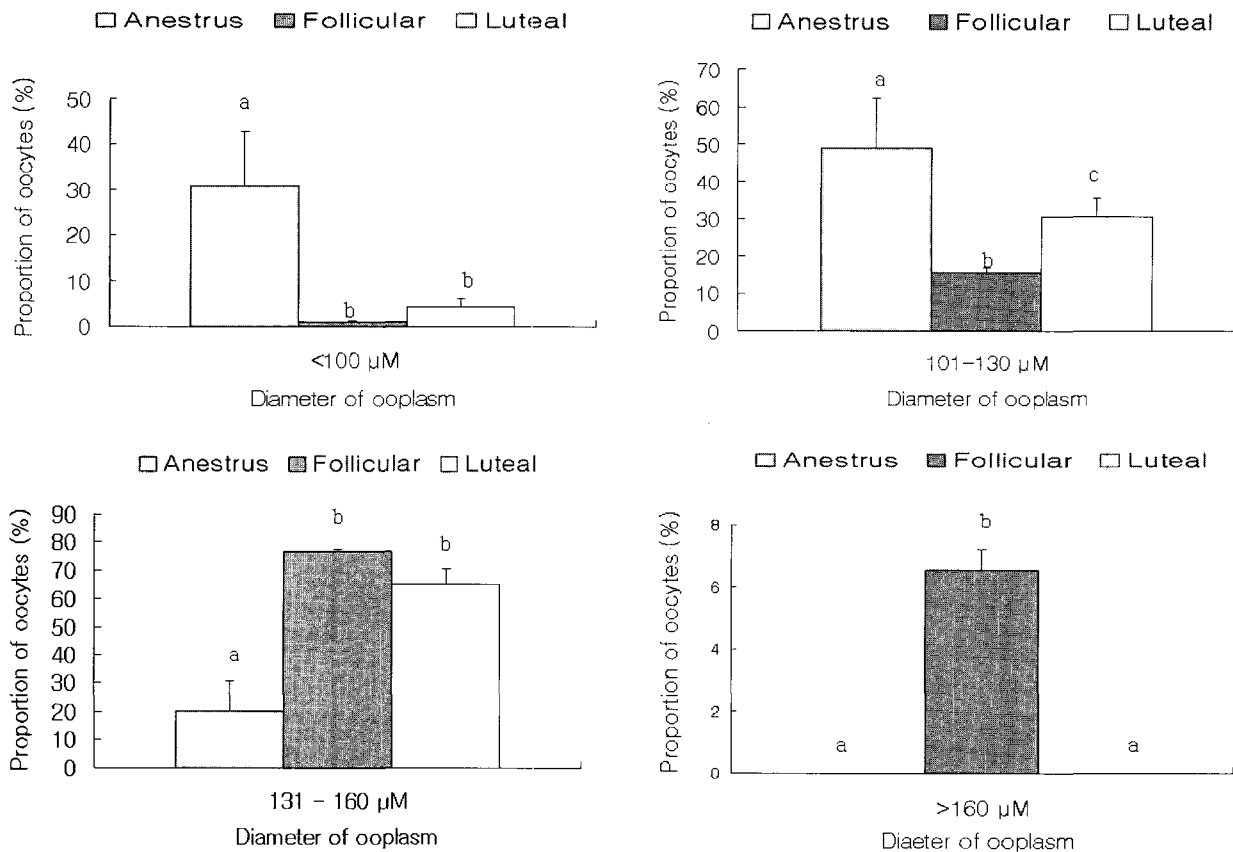 Anestrus Follicular Luteal
Proportion of oocytes (%)
50
40
30
20
10
0
a
b
b
<100 µM
Diameter of ooplasm
Anestrus Follicular Luteal
Proportion of oocytes (%)
70
60
50
40
30
20
10
0
a
b
c
101-130 µM
Diameter of ooplasm
Anestrus Follicular Luteal
Proportion of oocytes (%)
90
80
70
60
50
40
30
20
10
0
a
b
b
131 - 160 µM
Diameter of ooplasm
Anestrus Follicular Luteal
Proportion of oocytes (%)
8
6
4
2
0
a
b
a
>160 µM
Diaeter of ooplasm